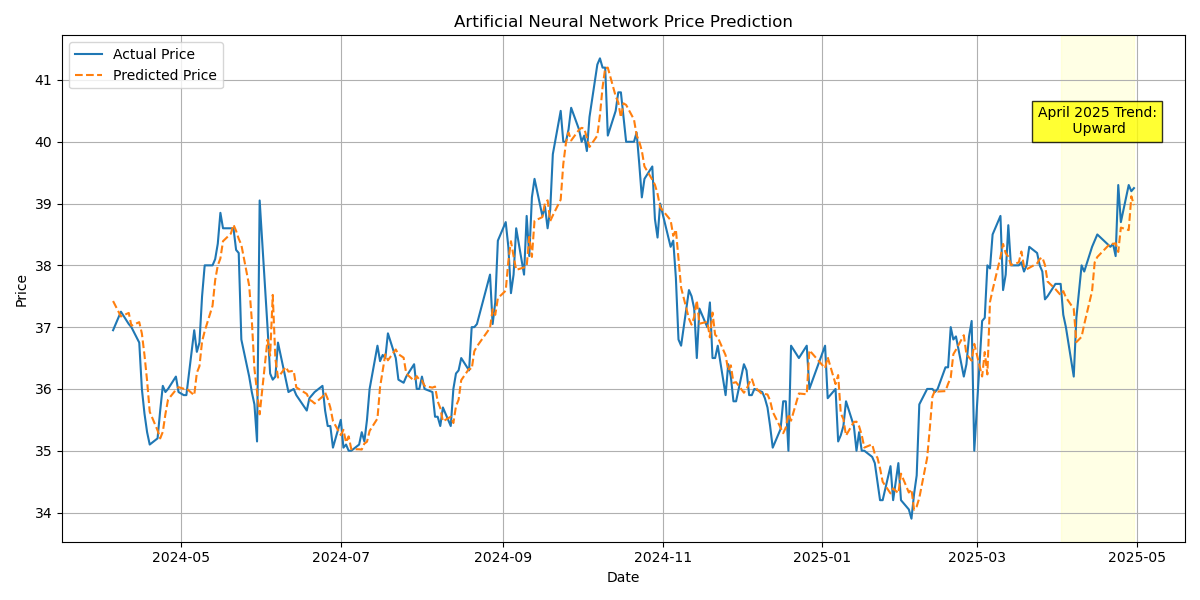 Artificial Neural Network Price Prediction
Actual Price
Predicted Price
April 2025 Trend:
Upward
41
40
39
38
37
36
35
34
Price
2024-05
2024-07
2024-09
2024-11
2025-01
2025-03
2025-05
Date